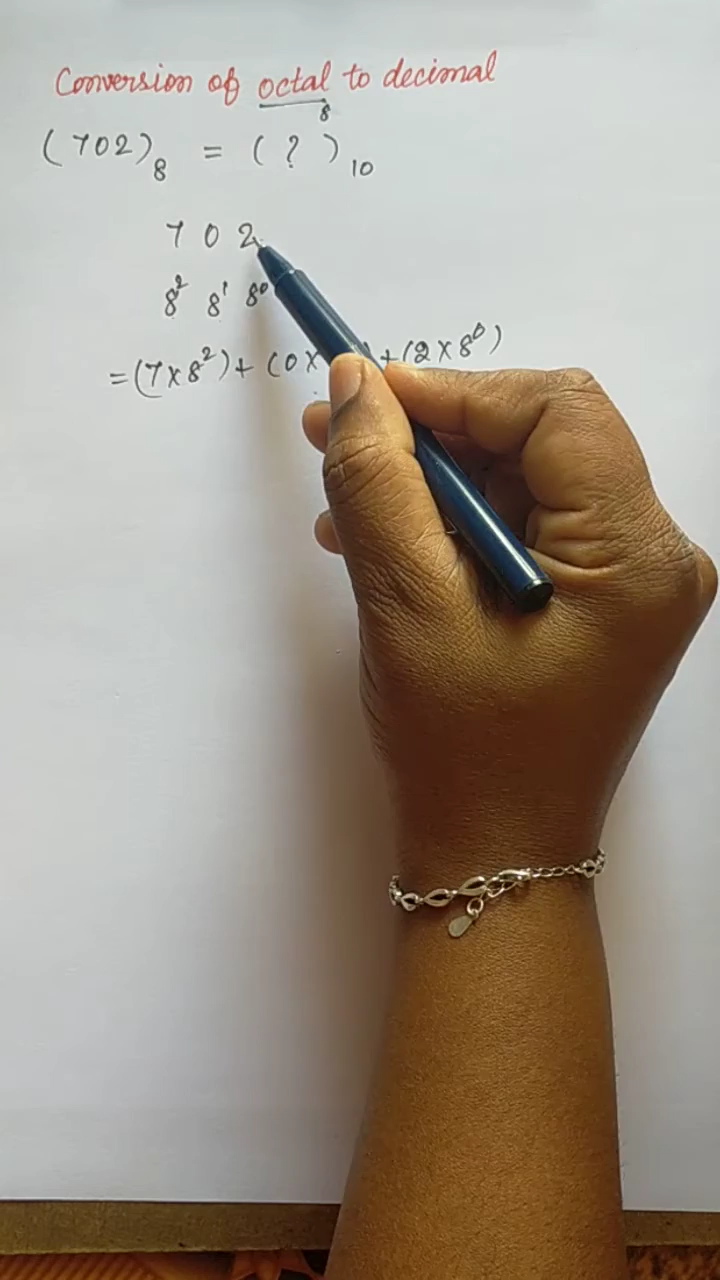 Conversion of octal to decimal
8
(702)₈ = ( ? )₁₀
7 0 2
8² 8¹ 8⁰
=(7×8²)+(0× )+(2×8⁰)